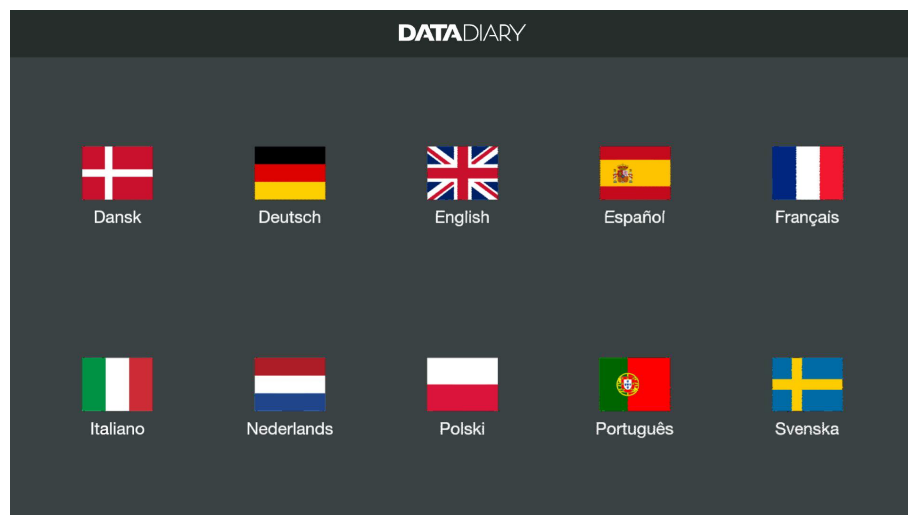 DATADIARY
Dansk
Deutsch
English
Español
Français
Italiano
Nederlands
Polski
Português
Svenska